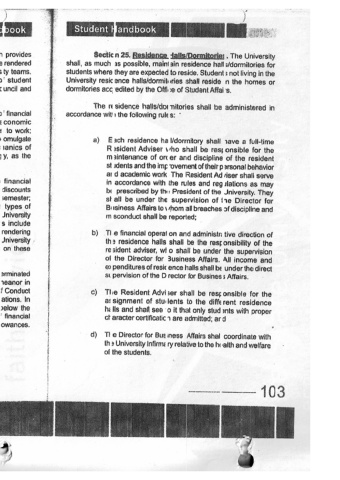 book
n provides
e rendered
ty teams.
student
uncil and
financial
economic
to work;
omulgate
anics of
y, as the
financial
discounts
semester;
types of
University
s include
rendering
University
on these
erminated
neanor in
f Conduct
ations. In
below the
financial
owances.
Student Handbook
Section 25. Residence Halls/Dormitories. The University
shall, as much as possible, maintain residence halls/dormitories for
students where they are expected to reside. Students not living in the
University residence halls/dormitories shall reside in the homes or
dormitories accredited by the Office of Student Affairs.
The residence halls/dormitories shall be administered in
accordance with the following rules:
a) Each residence hall/dormitory shall have a full-time
Resident Adviser who shall be responsible for the
maintenance of order and discipline of the resident
students and the improvement of their personal behavior
and academic work. The Resident Adviser shall serve
in accordance with the rules and regulations as may
be prescribed by the President of the University. They
shall be under the supervision of the Director for
Business Affairs to whom all breaches of discipline and
misconduct shall be reported;
b) The financial operation and administrative direction of
the residence halls shall be the responsibility of the
resident adviser, who shall be under the supervision
of the Director for Business Affairs. All income and
expenditures of residence halls shall be under the direct
supervision of the Director for Business Affairs.
c) The Resident Adviser shall be responsible for the
assignment of students to the different residence
halls and shall see to it that only students with proper
character certification are admitted; and
d) The Director for Business Affairs shall coordinate with
the University Infirmary relative to the health and welfare
of the students.
103